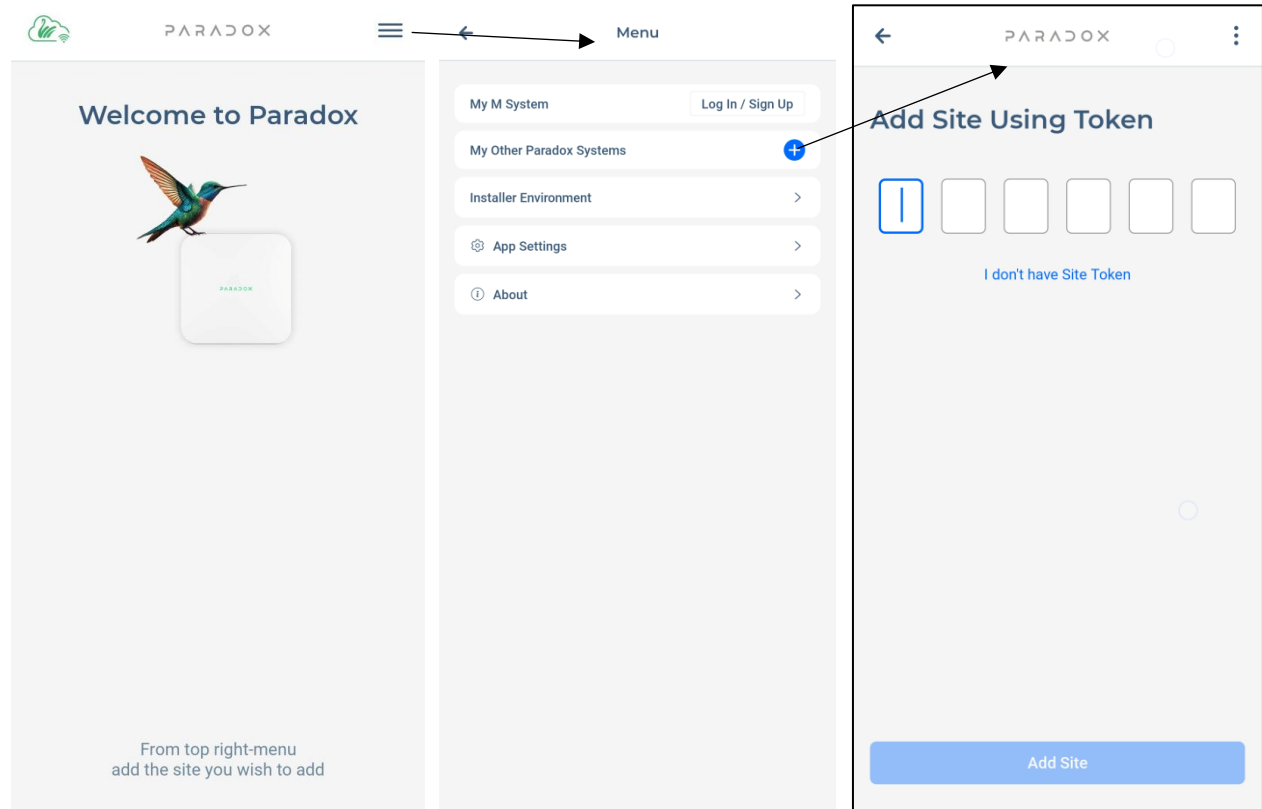 PARADOX
Welcome to Paradox
PARADOX
From top right-menu
add the site you wish to add
Menu
My M System
Log In / Sign Up
My Other Paradox Systems
Installer Environment
App Settings
About
PARADOX
Add Site Using Token
I don't have Site Token
Add Site